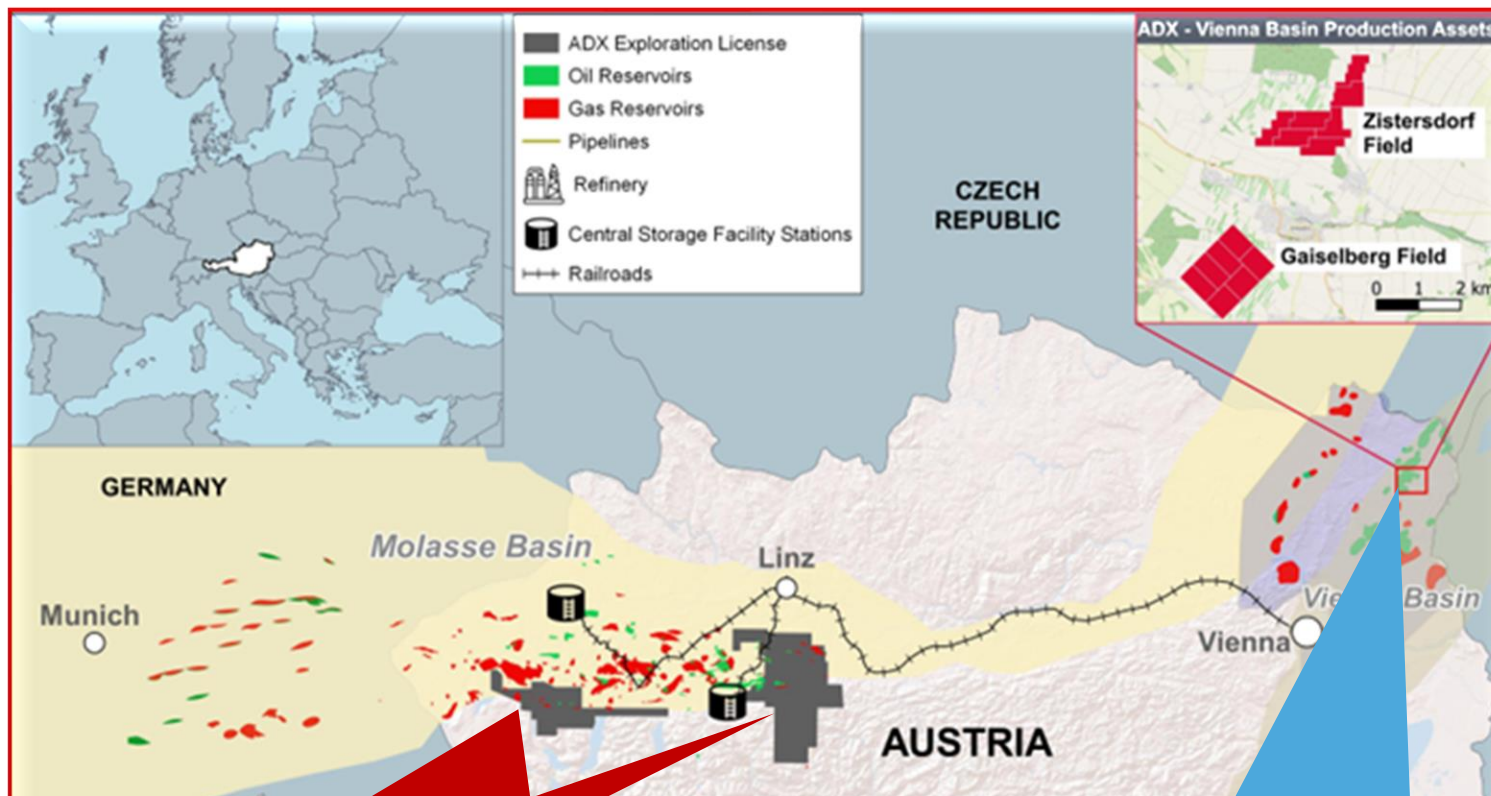 ADX Exploration License
Oil Reservoirs
Gas Reservoirs
Pipelines
Refinery
Central Storage Facility Stations
Railroads
ADX - Vienna Basin Production Assets
Zistersdorf
Field
Gaiselberg Field
0 1 2 km
CZECH
REPUBLIC
GERMANY
Molasse Basin
Linz
Munich
Vienna
Basin
AUSTRIA